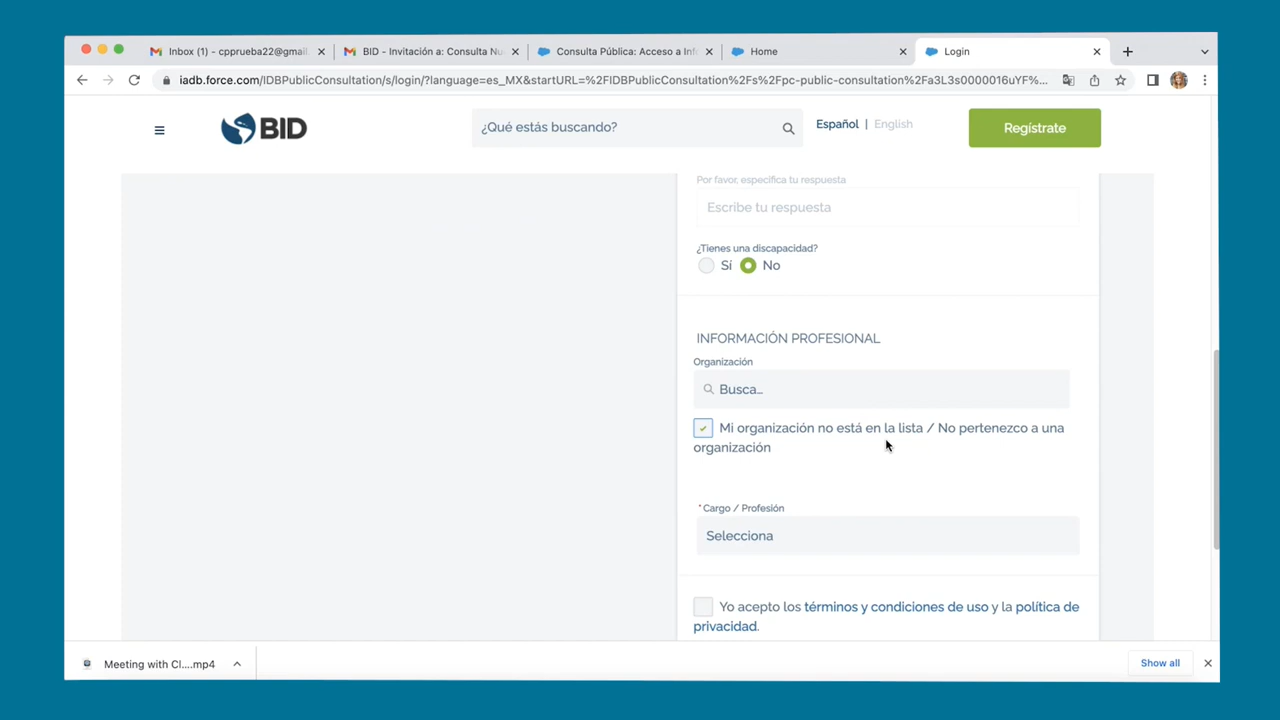 Inbox (1) - cpprueba22@gmail
BID - Invitación a: Consulta Nu
Consulta Pública: Acceso a Inf
Home
Login
iadb.force.com/IDBPublicConsultation/s/login/?language=es_MX&startURL=%2FIDBPublicConsultation%2Fs%2Fpc-public-consultation%2Fa3L3s0000016uYF%...
BID
¿Qué estás buscando?
Español | English
Regístrate
Por favor, especifica tu respuesta
Escribe tu respuesta
¿Tienes una discapacidad?
Sí No
INFORMACIÓN PROFESIONAL
Organización
Busca...
Mi organización no está en la lista / No pertenezco a una
organización
*Cargo / Profesión
Selecciona
Yo acepto los términos y condiciones de uso y la política de
privacidad.
Meeting with Cl....mp4
Show all